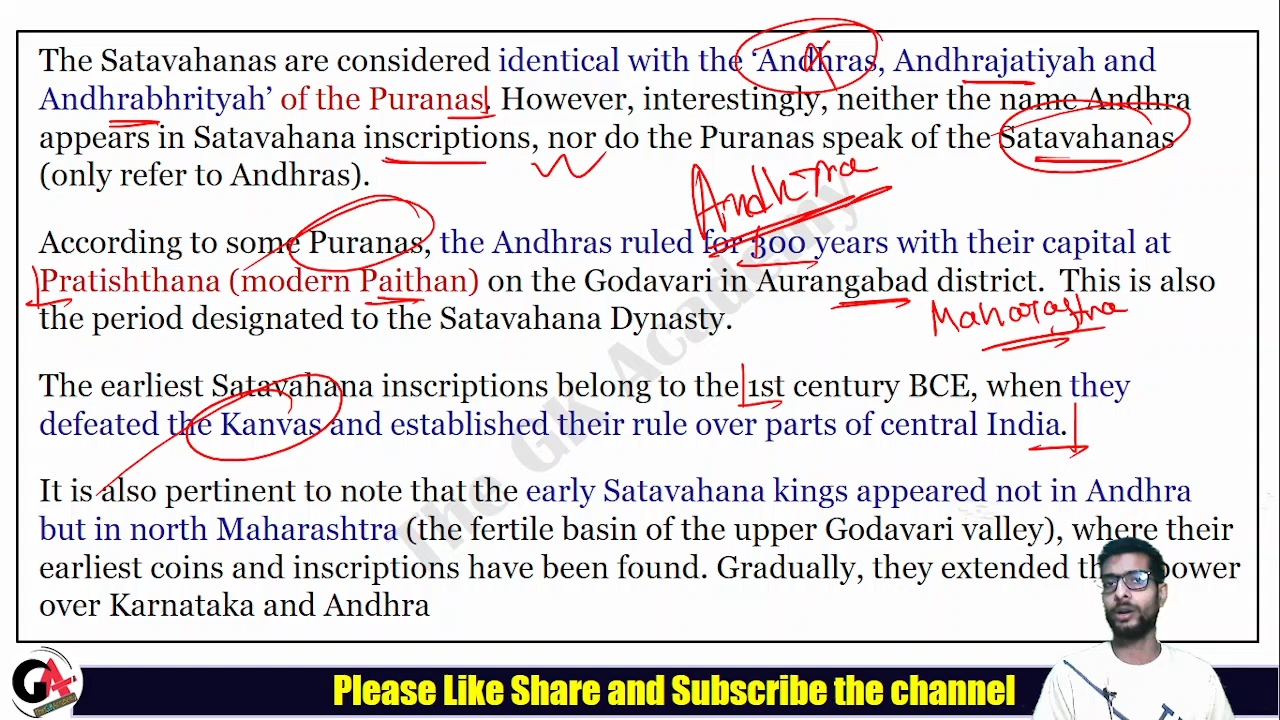 The Satavahanas are considered identical with the ‘Andhras, Andhrajatiyah and
Andhrabhrityah’ of the Puranas. However, interestingly, neither the name Andhra
appears in Satavahana inscriptions, nor do the Puranas speak of the Satavahanas
(only refer to Andhras).
Andhra
According to some Puranas, the Andhras ruled for 300 years with their capital at
Pratishthana (modern Paithan) on the Godavari in Aurangabad district. This is also
the period designated to the Satavahana Dynasty.
Maharastra
The earliest Satavahana inscriptions belong to the 1st century BCE, when they
defeated the Kanvas and established their rule over parts of central India.
It is also pertinent to note that the early Satavahana kings appeared not in Andhra
but in north Maharashtra (the fertile basin of the upper Godavari valley), where their
earliest coins and inscriptions have been found. Gradually, they extended power
over Karnataka and Andhra
The GK Academy
GA
Please Like Share and Subscribe the channel